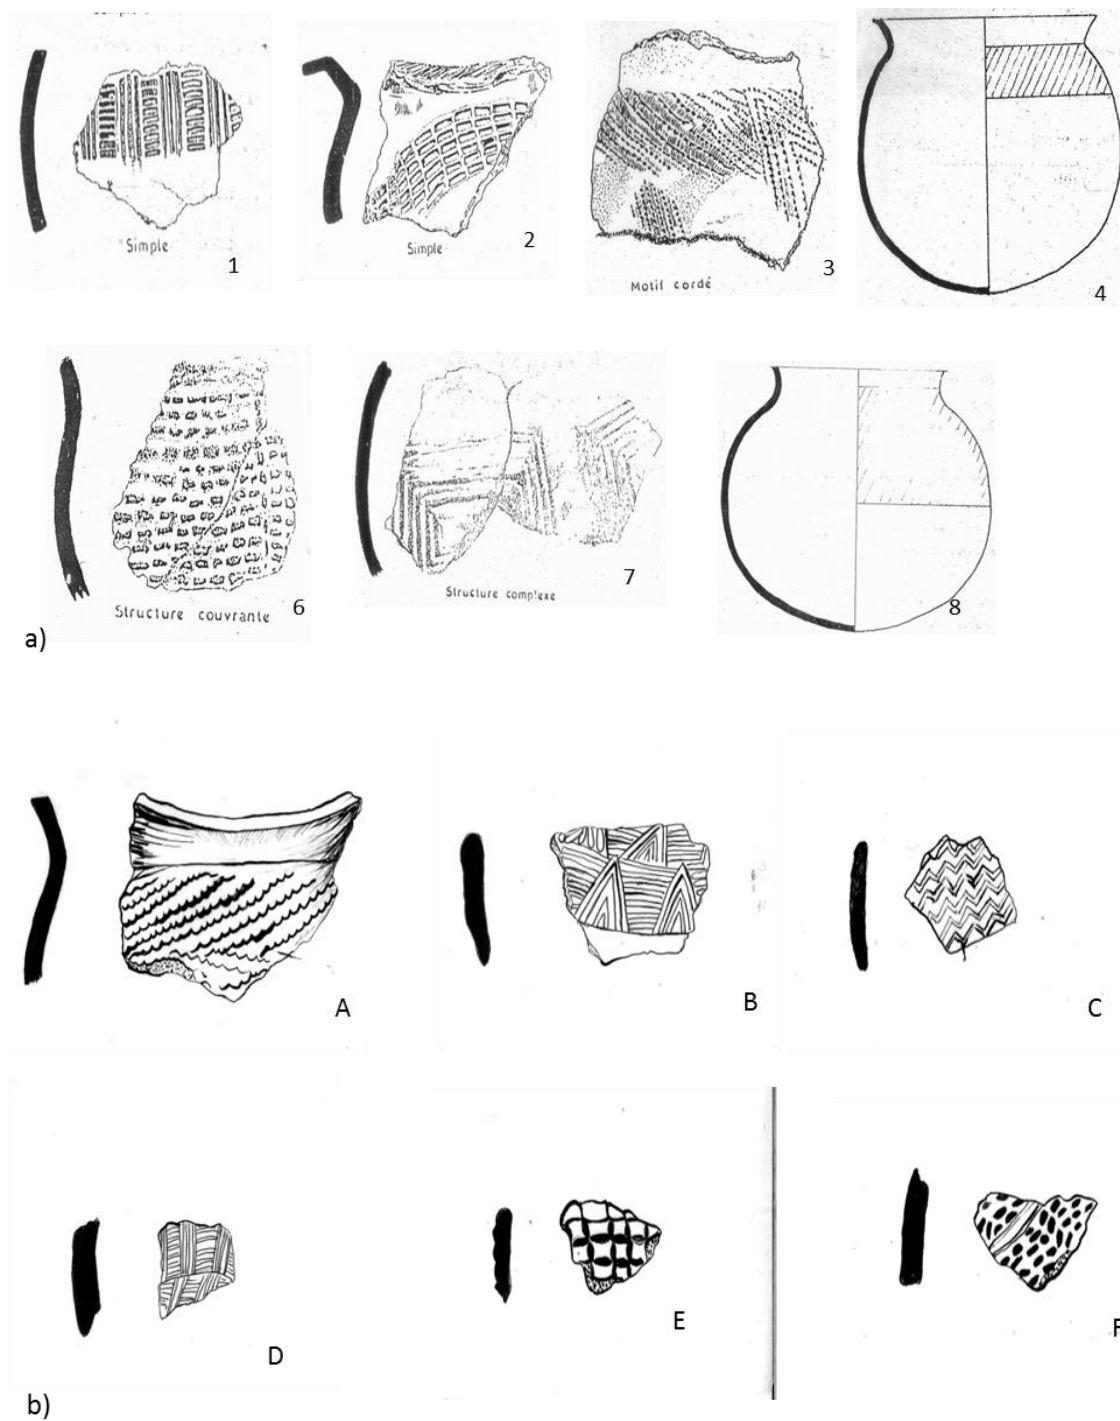 Simple
1
Simple
2
Motif cordé
3
4
Structure couvrante
6
Structure complexe
7
8
a)
A
B
C
D
E
F
b)